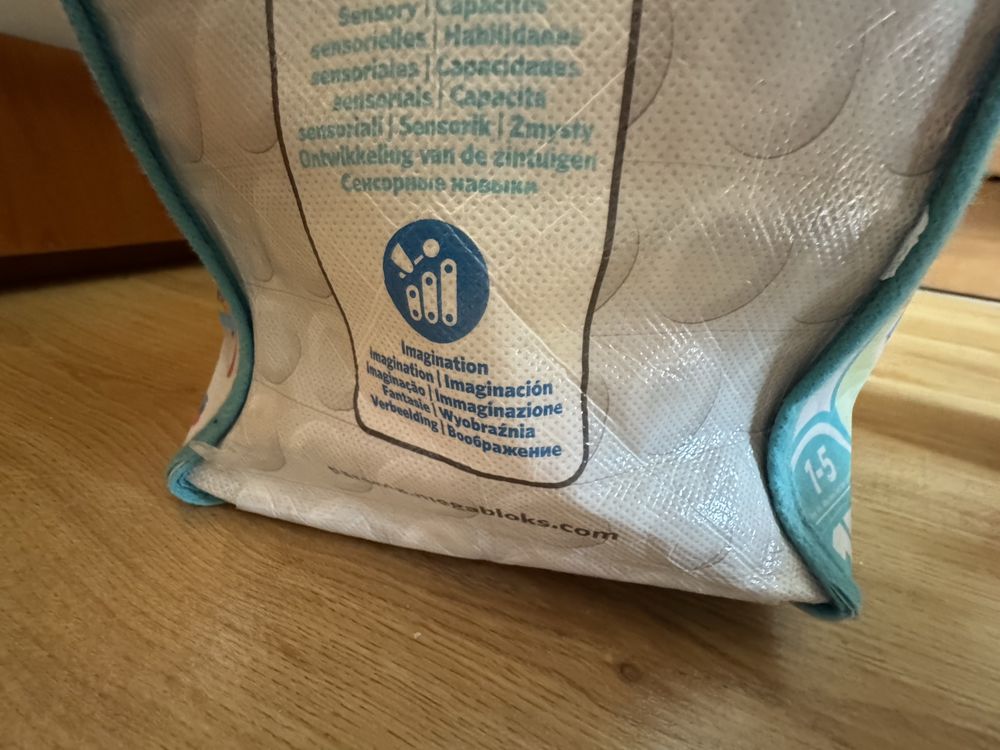 Sensory | Capacités
sensorielles | Habilidades
sensoriales | Capacidades
sensoriais | Capacità
sensoriali | Sensorik | Zmysły
Ontwikkeling van de zintuigen
Сенсорные навыки
Imagination
Imagination | Imaginación
Imaginação | Immaginazione
Fantasie | Wyobraźnia
Verbeelding | Воображение
megabloks.com
1-5